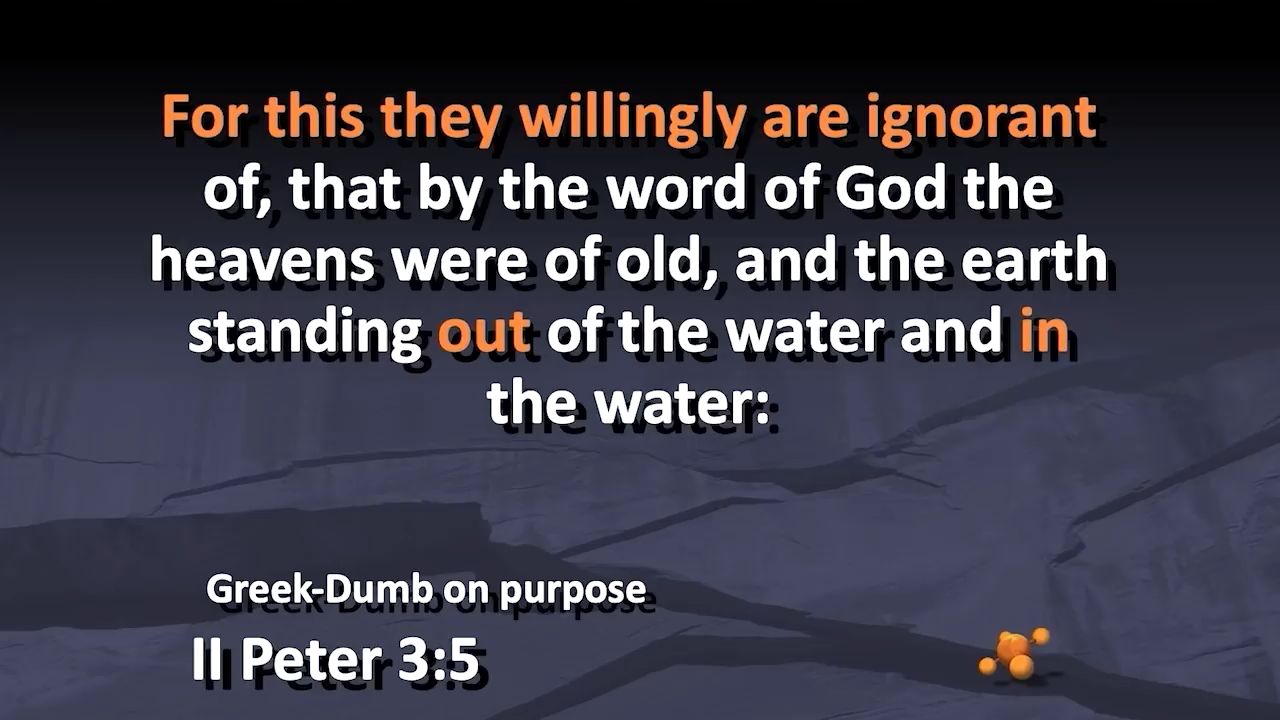 For this they willingly are ignorant
of, that by the word of God the
heavens were of old, and the earth
standing out of the water and in
the water:
Greek-Dumb on purpose
II Peter 3:5